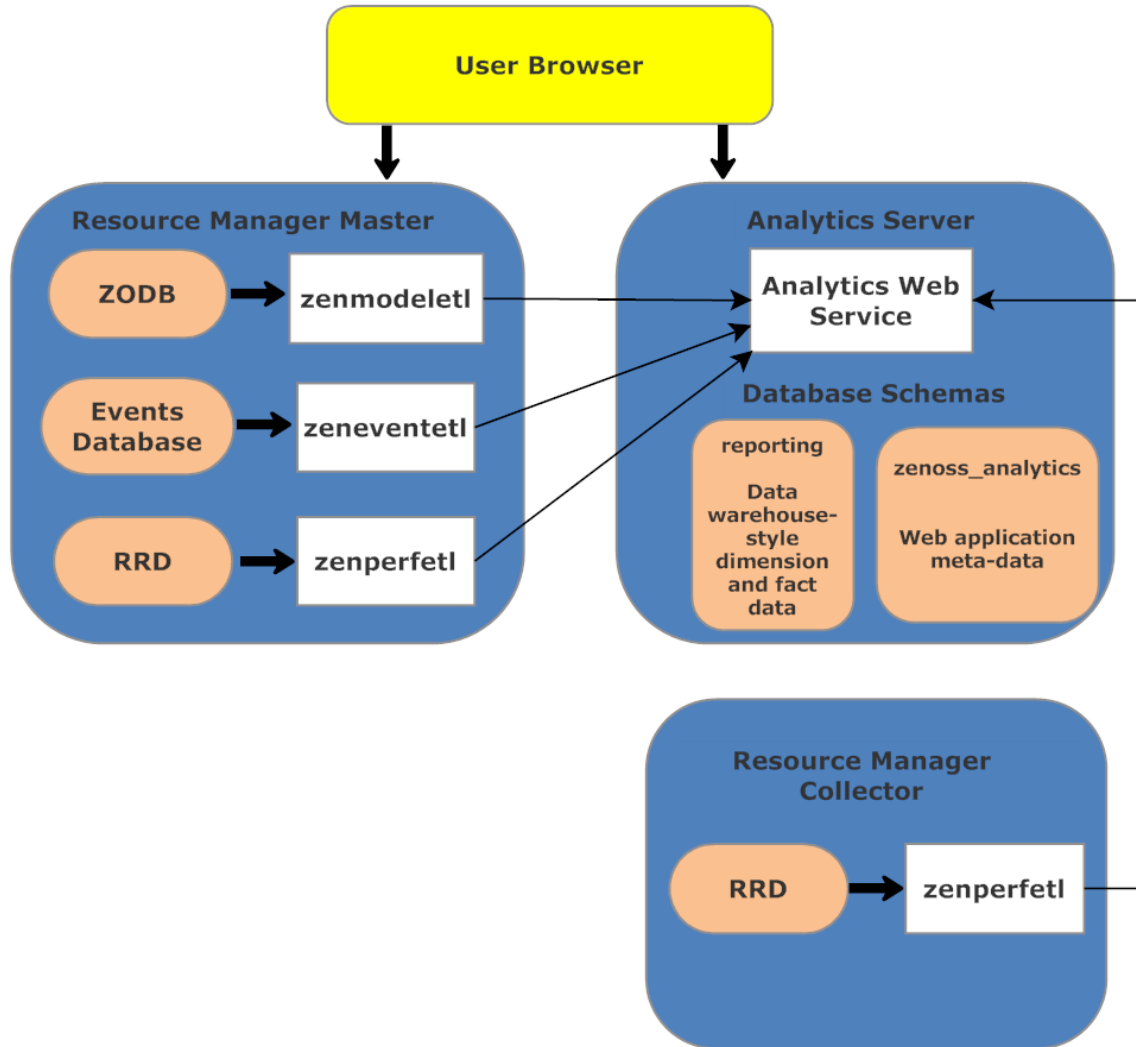 User Browser
Resource Manager Master
ZODB
zenmodeletl
Events
Database
zeneventetl
RRD
zenperfetl
Analytics Server
Analytics Web
Service
Database Schemas
reporting
Data
warehouse-
style
dimension
and fact
data
zenoss_analytics
Web application
meta-data
Resource Manager
Collector
RRD
zenperfetl